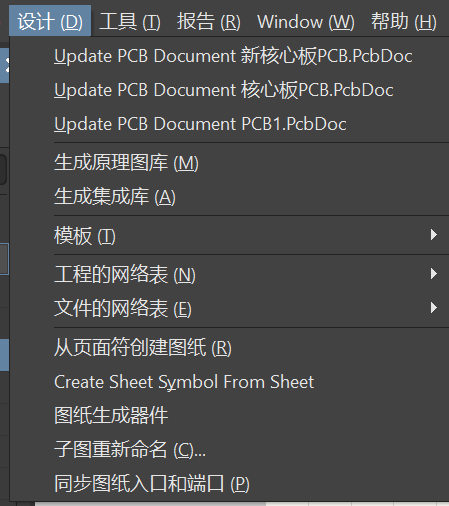 设计 (D) 工具 (T) 报告 (R) Window (W) 帮助 (H)
Update PCB Document 新核心板PCB.PcbDoc
Update PCB Document 核心板PCB.PcbDoc
Update PCB Document PCB1.PcbDoc
生成原理图库 (M)
生成集成库 (A)
模板 (T)
工程的网络表 (N)
文件的网络表 (E)
从页面符创建图纸 (R)
Create Sheet Symbol From Sheet
图纸生成器件
子图重新命名 (C)...
同步图纸入口和端口 (P)